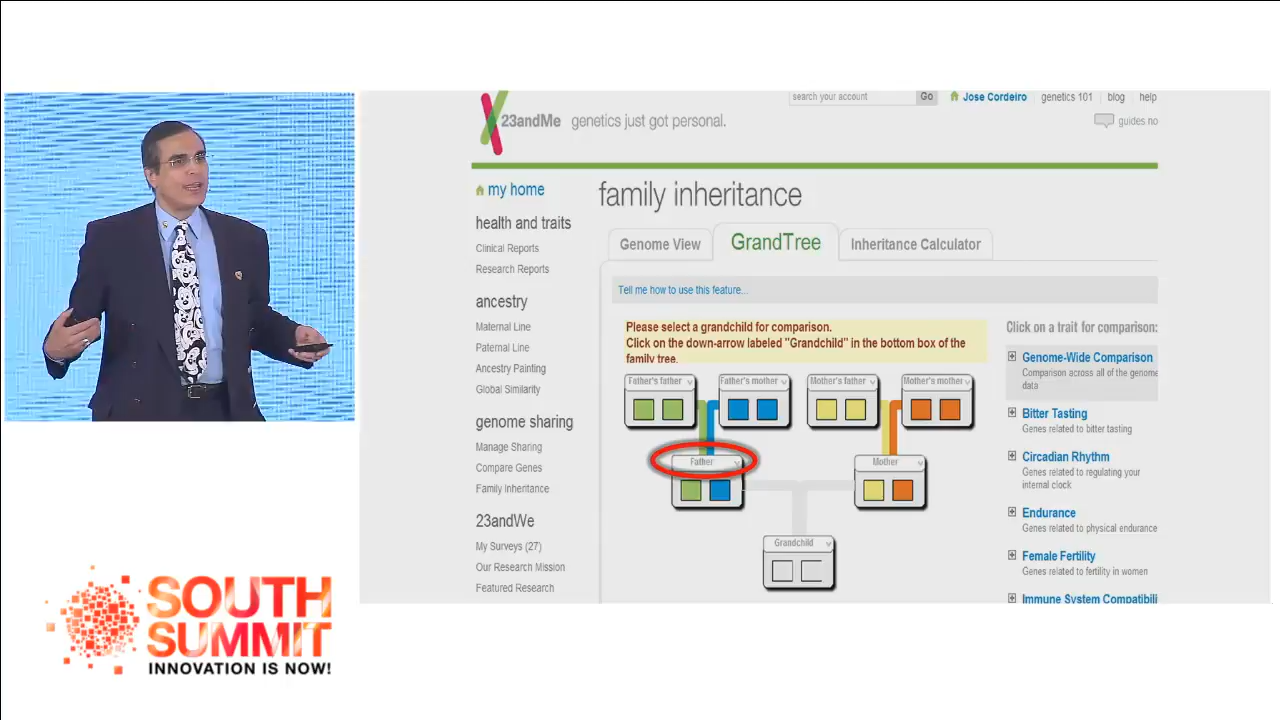 search your account
Go
Jose Cordeiro
genetics 101
blog
help
23andMe
genetics just got personal.
guides no
my home
family inheritance
health and traits
Clinical Reports
Research Reports
ancestry
Maternal Line
Paternal Line
Ancestry Painting
Global Similarity
genome sharing
Manage Sharing
Compare Genes
Family Inheritance
23andWe
My Surveys (27)
Our Research Mission
Featured Research
Genome View
GrandTree
Inheritance Calculator
Tell me how to use this feature...
Please select a grandchild for comparison.
Click on the down-arrow labeled "Grandchild" in the bottom box of the
family tree.
Father's father
Father's mother
Mother's father
Mother's mother
Father
Mother
Grandchild
Click on a trait for comparison:
Genome-Wide Comparison
Comparison across all of the genome
data
Bitter Tasting
Genes related to bitter tasting
Circadian Rhythm
Genes related to regulating your
internal clock
Endurance
Genes related to physical endurance
Female Fertility
Genes related to fertility in women
Immune System Compatibili
SOUTH
SUMMIT
INNOVATION IS NOW!